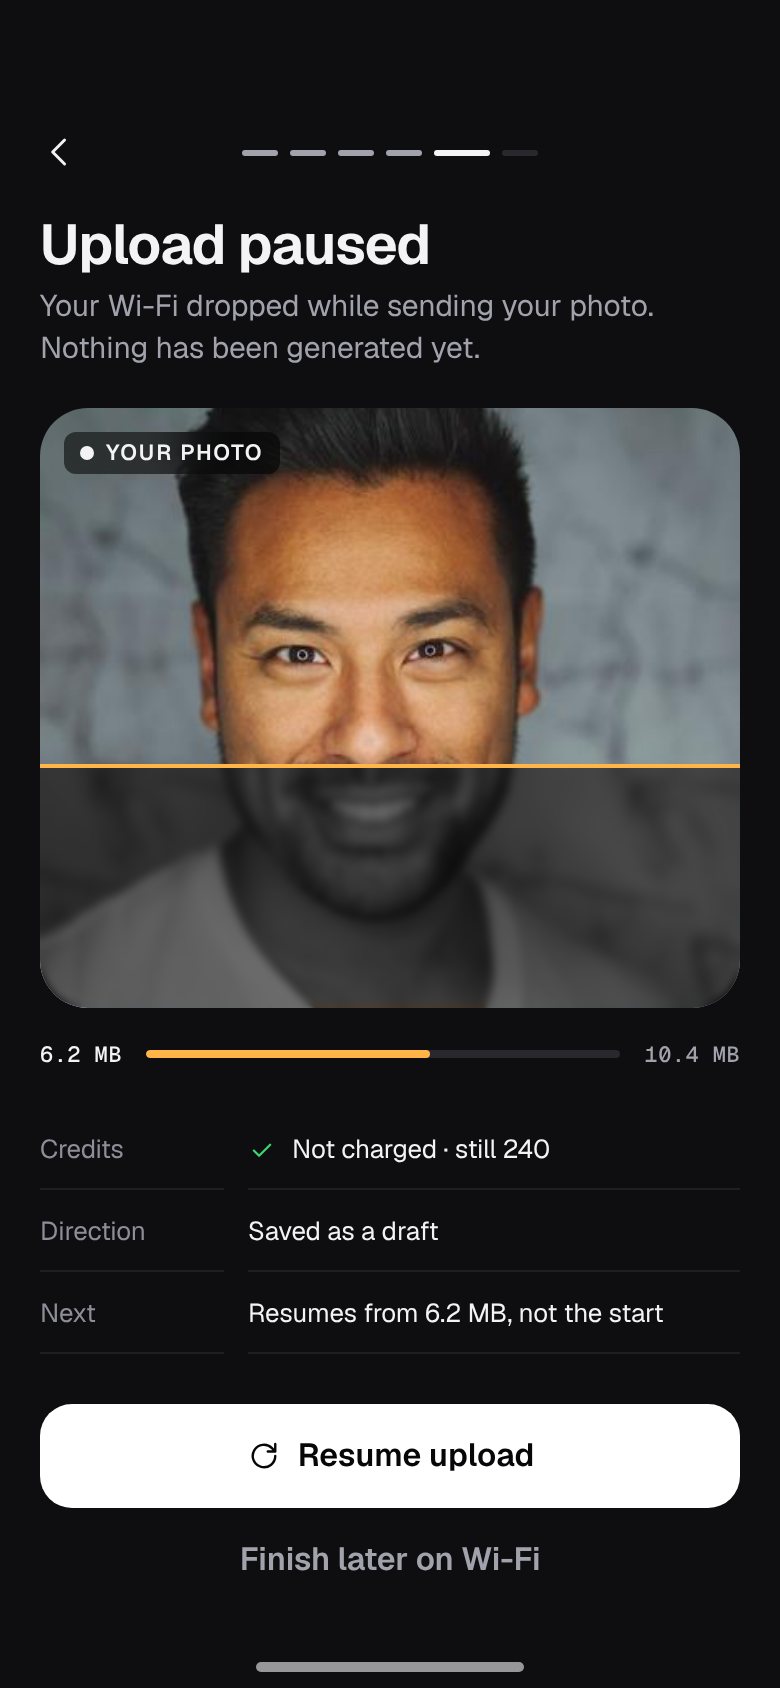 Upload paused
Your Wi-Fi dropped while sending your photo.
Nothing has been generated yet.
YOUR PHOTO
6.2 MB
10.4 MB
Credits
Not charged · still 240
Direction
Saved as a draft
Next
Resumes from 6.2 MB, not the start
Resume upload
Finish later on Wi-Fi